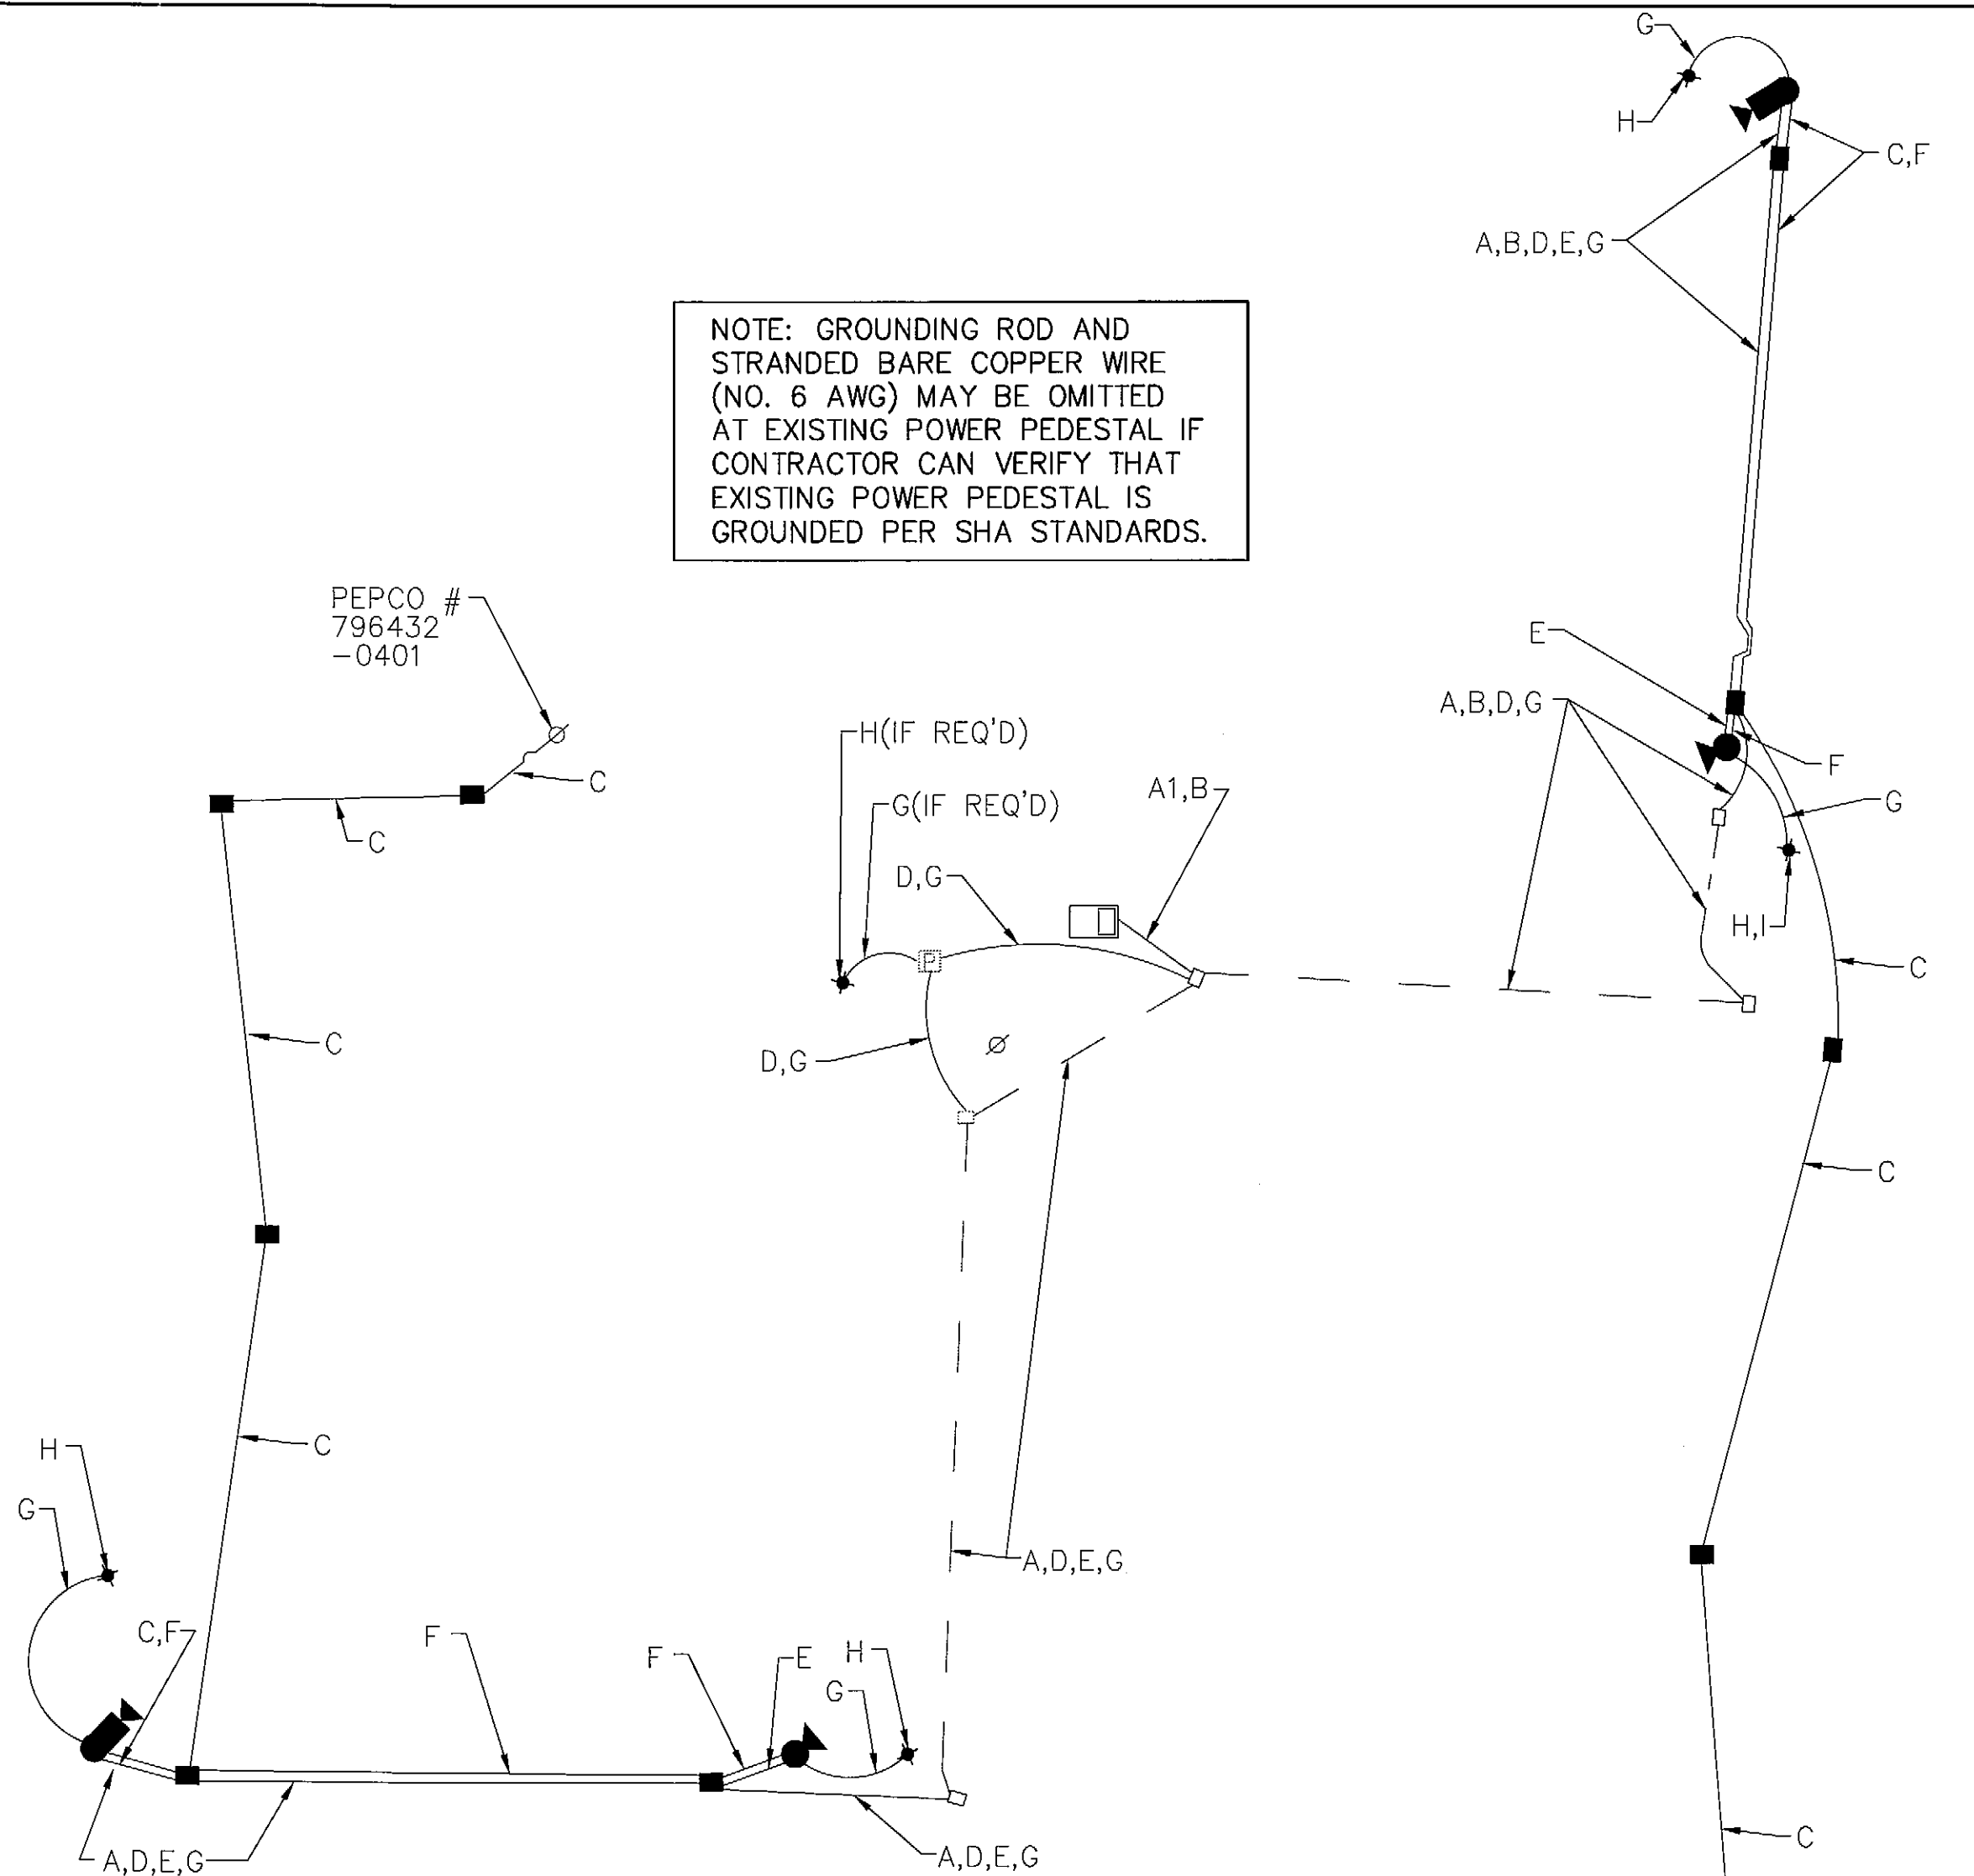 G
H
C,F
A,B,D,E,G
NOTE: GROUNDING ROD AND
STRANDED BARE COPPER WIRE
(NO. 6 AWG) MAY BE OMITTED
AT EXISTING POWER PEDESTAL IF
CONTRACTOR CAN VERIFY THAT
EXISTING POWER PEDESTAL IS
GROUNDED PER SHA STANDARDS.
PEPCO #
796432
-0401
E
A,B,D,G
H(IF REQ'D)
F
C
A1,B
G(IF REQ'D)
G
C
D,G
H,I
P
C
C
D,G
C
C
H
G
A,D,E,G
C,F
F
F
E
H
G
C
A,D,E,G
A,D,E,G